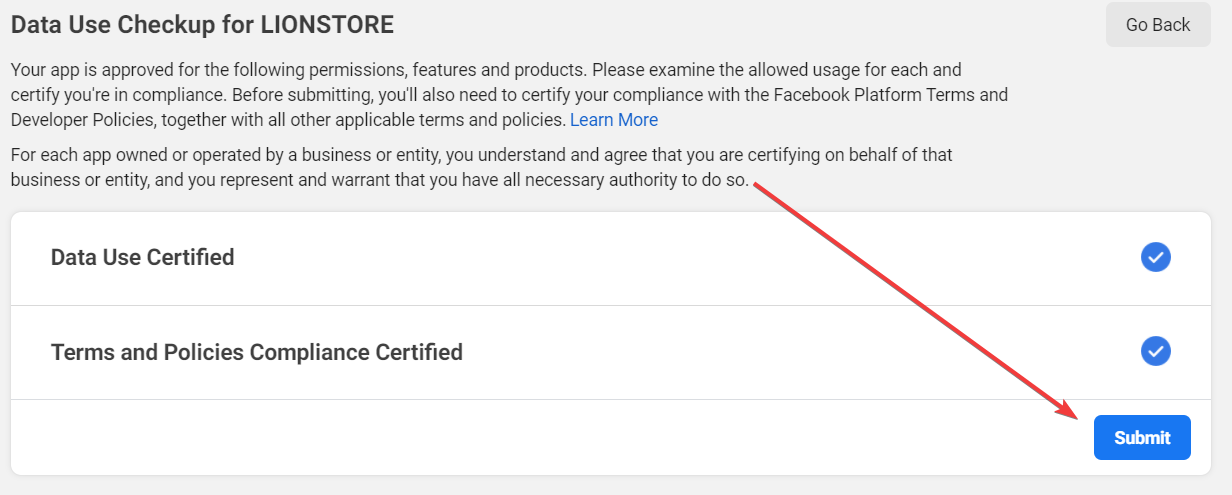 Data Use Checkup for LIONSTORE
Go Back
Your app is approved for the following permissions, features and products. Please examine the allowed usage for each and
certify you're in compliance. Before submitting, you'll also need to certify your compliance with the Facebook Platform Terms and
Developer Policies, together with all other applicable terms and policies. Learn More
For each app owned or operated by a business or entity, you understand and agree that you are certifying on behalf of that
business or entity, and you represent and warrant that you have all necessary authority to do so.
Data Use Certified
Terms and Policies Compliance Certified
Submit